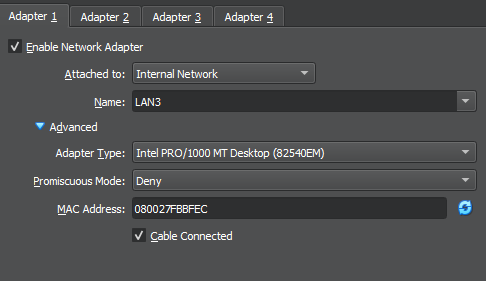 Adapter 1 Adapter 2 Adapter 3 Adapter 4
Enable Network Adapter
Attached to: Internal Network
Name: LAN3
Advanced
Adapter Type: Intel PRO/1000 MT Desktop (82540EM)
Promiscuous Mode: Deny
MAC Address: 080027FBBFEC
Cable Connected